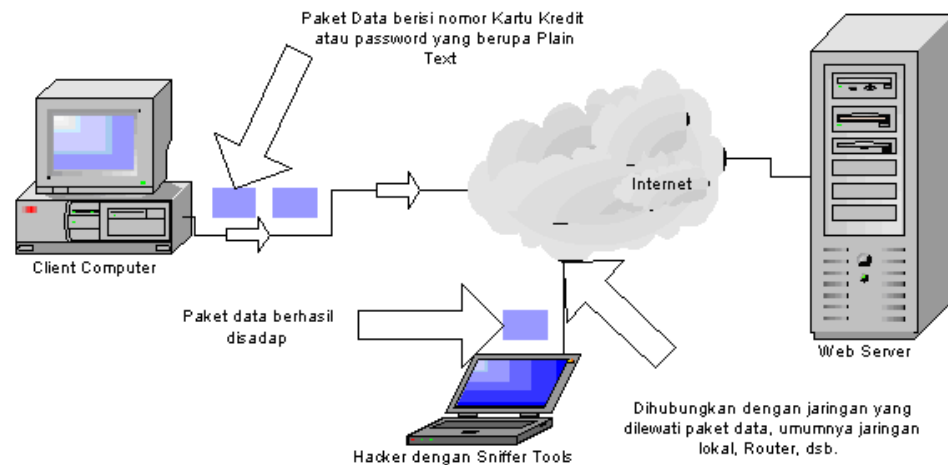 Paket Data berisi nomor Kartu Kredit
atau password yang berupa Plain
Text
Internet
Client Computer
Paket data berhasil
disadap
Web Server
Dihubungkan dengan jaringan yang
dilewati paket data, umumnya jaringan
lokal, Router, dsb.
Hacker dengan Sniffer Tools